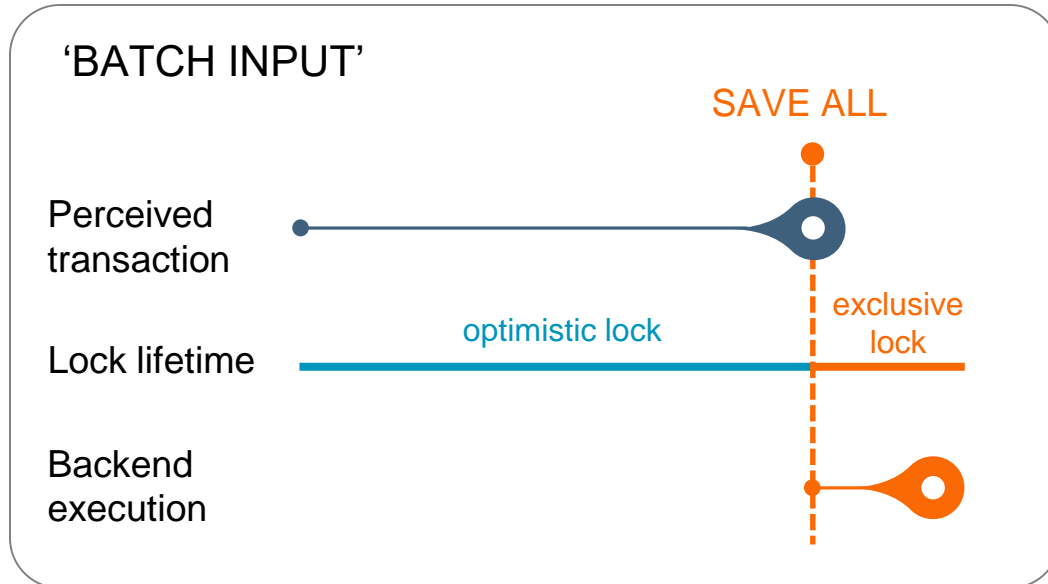 ‘BATCH INPUT’
SAVE ALL
Perceived
transaction
optimistic lock
exclusive
lock
Lock lifetime
Backend
execution